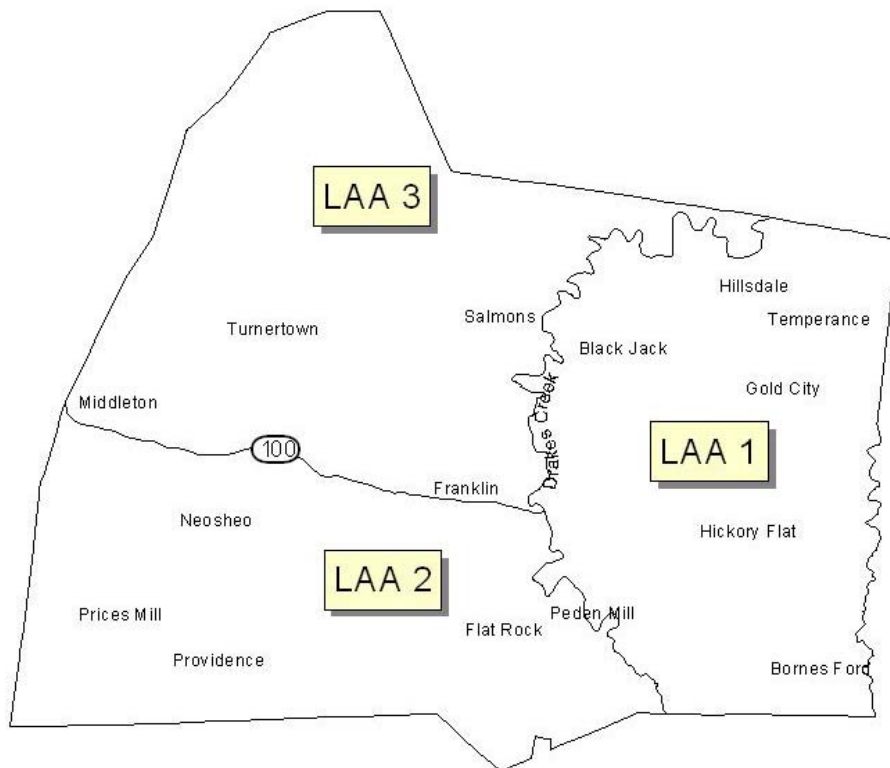 LAA 3
Hillsdale
Salmons
Temperance
Turnertown
Black Jack
Drakes Creek
Gold City
Middleton
LAA 1
100
Franklin
Neosheo
Hickory Flat
LAA 2
Prices Mill
Peden Mill
Flat Rock
Providence
Bornes Ford